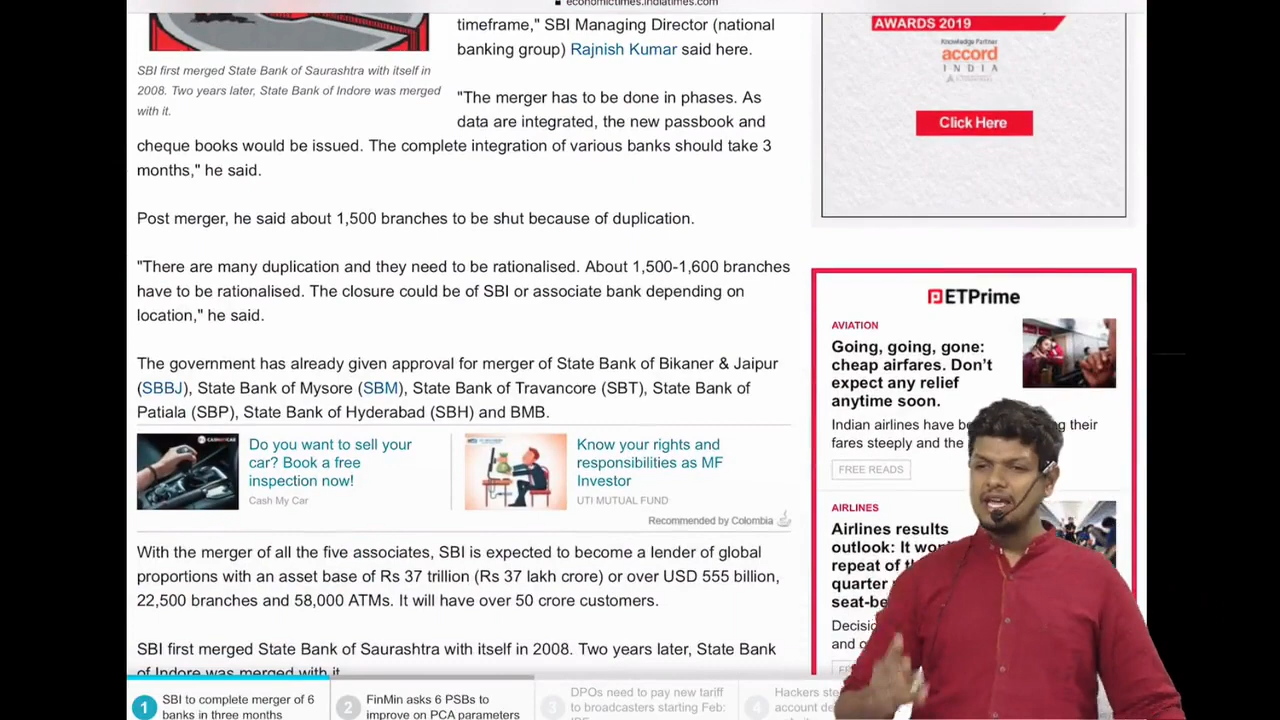 economictimes.indiatimes.com
timeframe," SBI Managing Director (national
banking group) Rajnish Kumar said here.
SBI first merged State Bank of Saurashtra with itself in
2008. Two years later, State Bank of Indore was merged
with it.
"The merger has to be done in phases. As
data are integrated, the new passbook and
cheque books would be issued. The complete integration of various banks should take 3
months," he said.
Post merger, he said about 1,500 branches to be shut because of duplication.
"There are many duplication and they need to be rationalised. About 1,500-1,600 branches
have to be rationalised. The closure could be of SBI or associate bank depending on
location," he said.
The government has already given approval for merger of State Bank of Bikaner & Jaipur
(SBBJ), State Bank of Mysore (SBM), State Bank of Travancore (SBT), State Bank of
Patiala (SBP), State Bank of Hyderabad (SBH) and BMB.
Do you want to sell your
car? Book a free
inspection now!
Cash My Car
Know your rights and
responsibilities as MF
Investor
UTI MUTUAL FUND
Recommended by Colombia
With the merger of all the five associates, SBI is expected to become a lender of global
proportions with an asset base of Rs 37 trillion (Rs 37 lakh crore) or over USD 555 billion,
22,500 branches and 58,000 ATMs. It will have over 50 crore customers.
SBI first merged State Bank of Saurashtra with itself in 2008. Two years later, State Bank
of Indore was merged with it.
AWARDS 2019
Knowledge Partner
accord
INDIA
Click Here
ETPrime
AVIATION
Going, going, gone:
cheap airfares. Don't
expect any relief
anytime soon.
Indian airlines have their
fares steeply and the
FREE READS
AIRLINES
Airlines results
outlook: It
repeat of
quarter
and
1 SBI to complete merger of 6
banks in three months
2 FinMin asks 6 PSBs to
improve on PCA parameters
3 DPOs need to pay new tariff
to broadcasters starting Feb:
4 Hackers
account